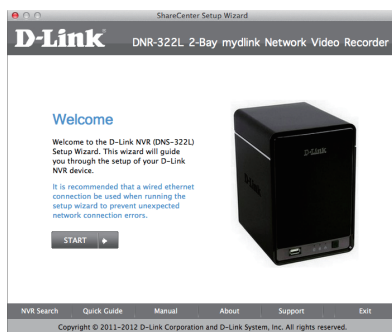 ShareCenter Setup Wizard
D-Link
DNR-322L 2-Bay mydlink Network Video Recorder
Welcome
Welcome to the D-Link NVR (DNS-322L)
Setup Wizard. This wizard will guide
you through the setup of your D-Link
NVR device.
It is recommended that a wired ethernet
connection be used when running the
setup wizard to prevent unexpected
network connection errors.
START
D-Link
D-Link
NVR Search Quick Guide Manual About Support Exit
Copyright © 2011-2012 D-Link Corporation and D-Link System, Inc. All rights reserved.